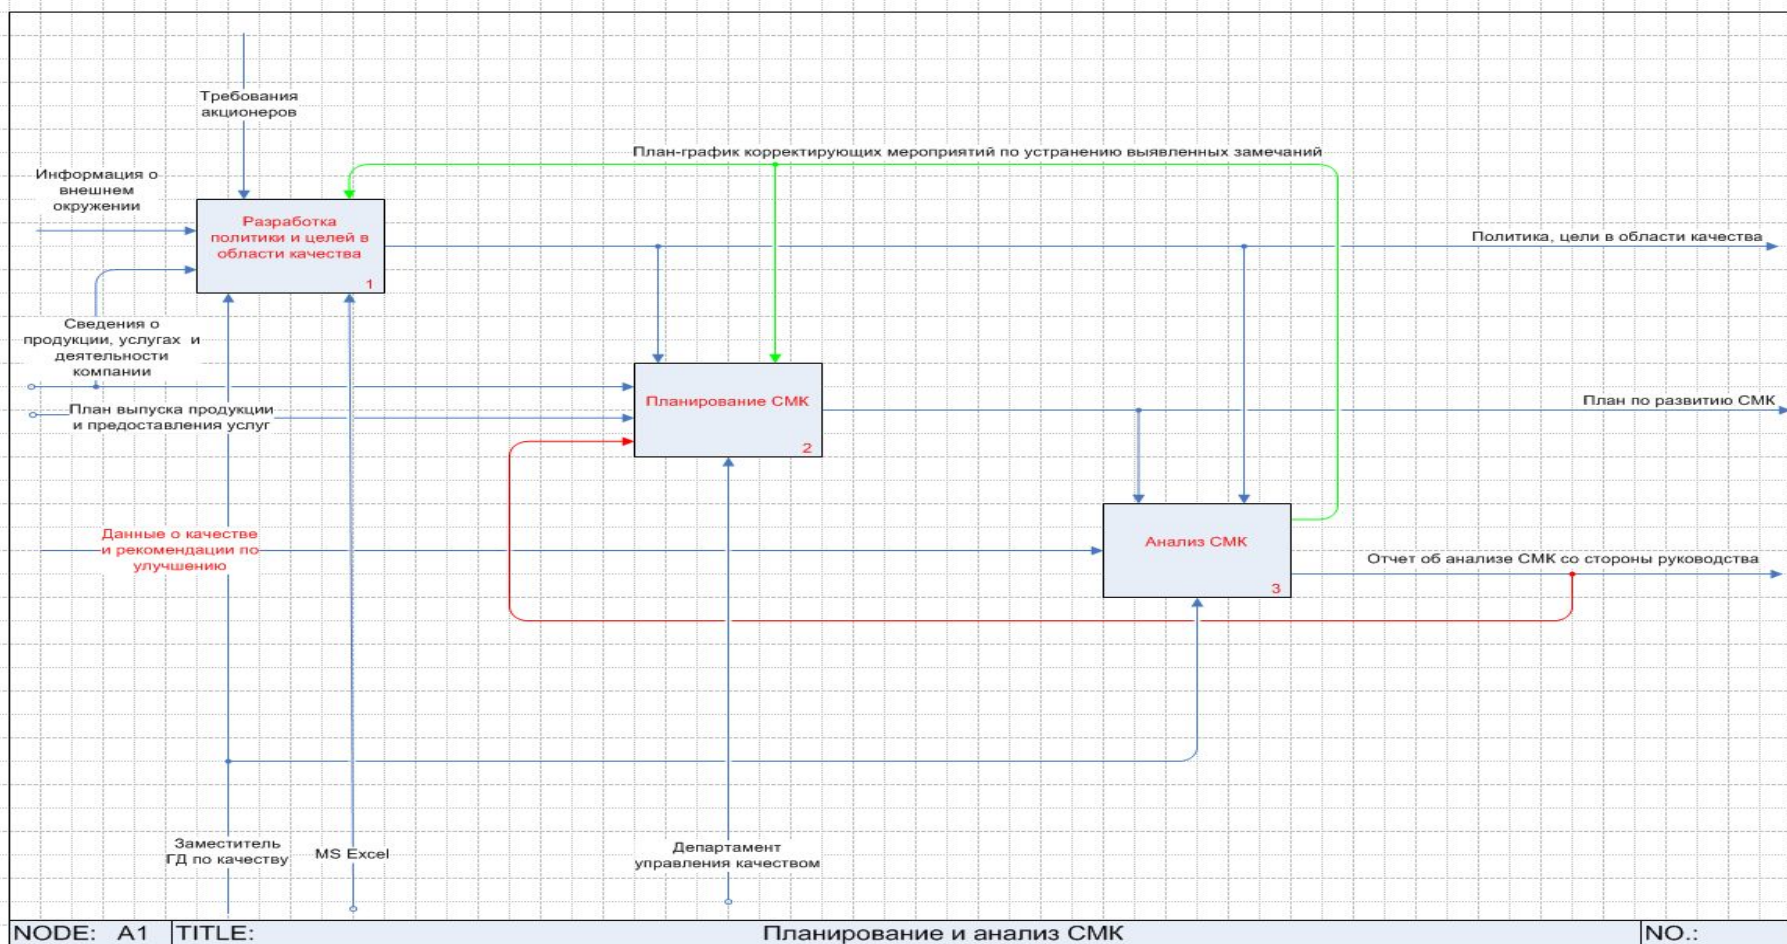 Требования
акционеров
План-график корректирующих мероприятий по устранению выявленных замечаний
Информация о
внешнем
окружении
Разработка
политики и целей в
области качества
1
Политика, цели в области качества
Сведения о
продукции, услугах и
деятельности
компании
План выпуска продукции
и предоставления услуг
Планирование СМК
2
План по развитию СМК
Данные о качестве
и рекомендации по
улучшению
Анализ СМК
3
Отчет об анализе СМК со стороны руководства
Заместитель
ГД по качеству
MS Excel
Департамент
управления качеством
NODE: A1
TITLE:
Планирование и анализ СМК
NO.: